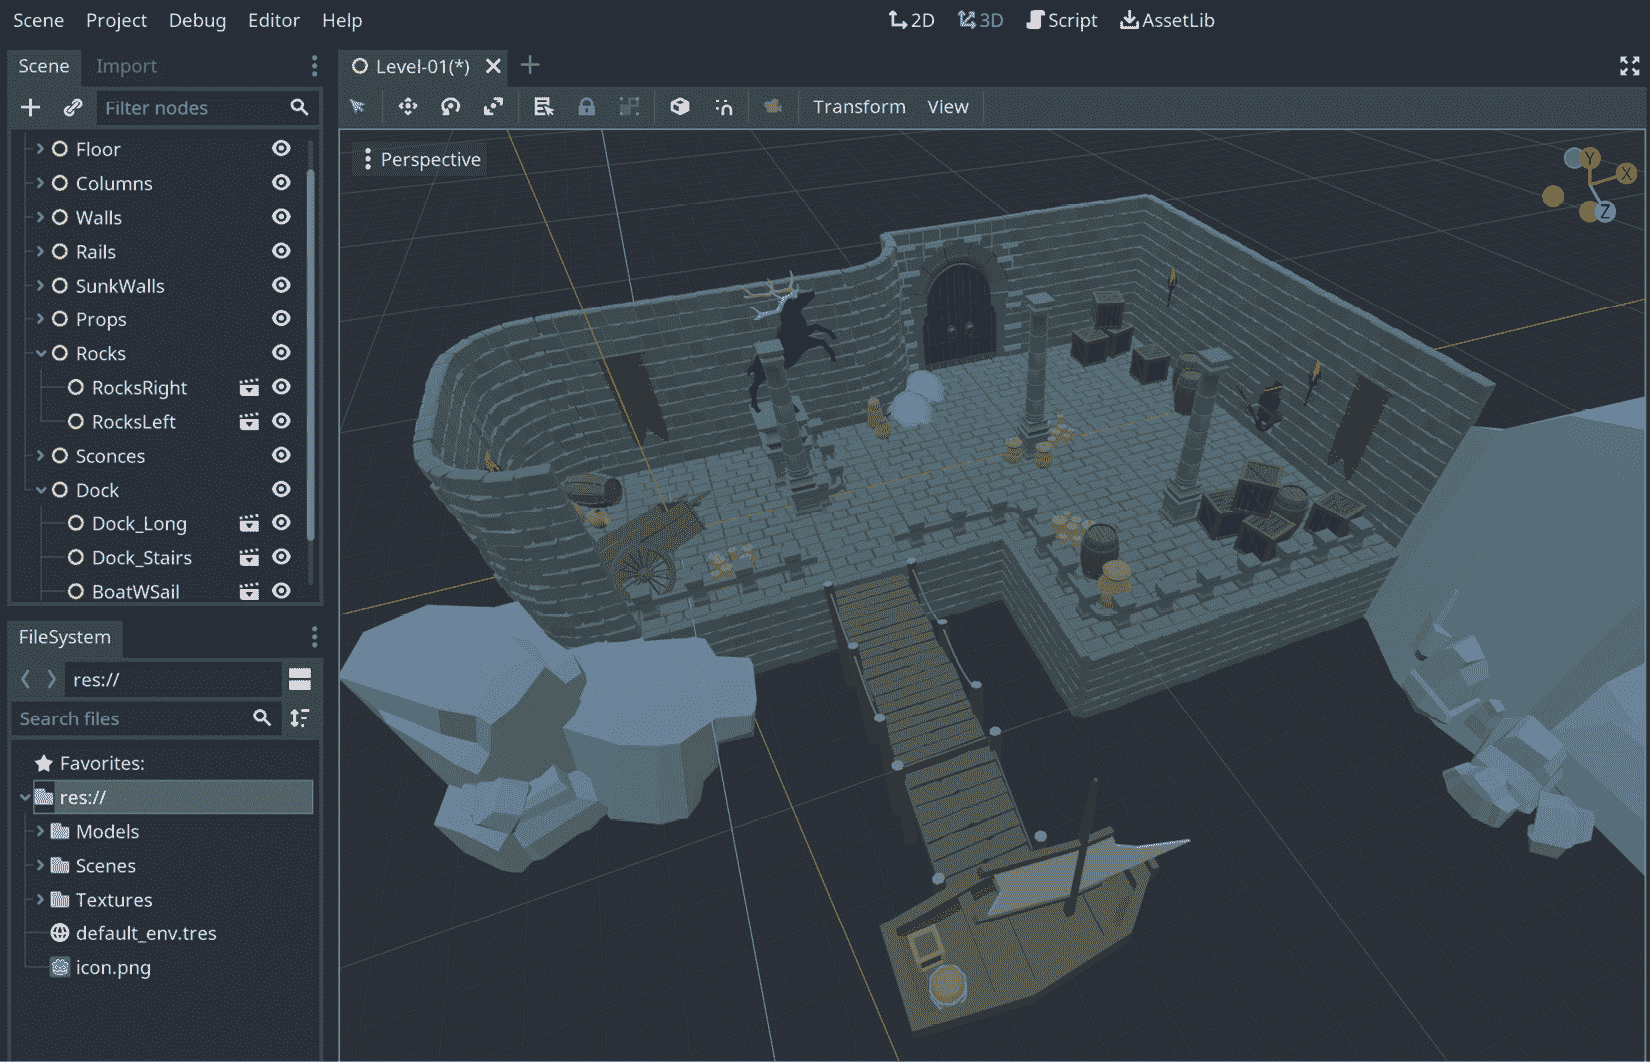 Scene Project Debug Editor Help 2D 3D Script AssetLib
Scene Import
Level-01(*)
Filter nodes
Transform View
Perspective
Floor
Columns
Walls
Rails
SunkWalls
Props
Rocks
RocksRight
RocksLeft
Sconces
Dock
Dock_Long
Dock_Stairs
BoatWSail
FileSystem
res://
Search files
Favorites:
res://
Models
Scenes
Textures
default_env.tres
icon.png
Y
X
Z